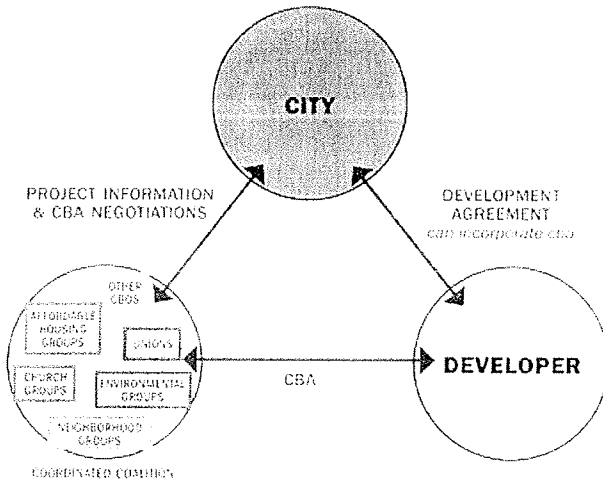 CITY
PROJECT INFORMATION
& CBA NEGOTIATIONS
DEVELOPMENT
AGREEMENT
can incorporate cba
OTHER
CBOS
AFFORDABLE
HOUSING
GROUPS
UNIONS
CHURCH
GROUPS
ENVIRONMENTAL
GROUPS
NEIGHBORHOOD
GROUPS
COORDINATED COALITION
CBA
DEVELOPER